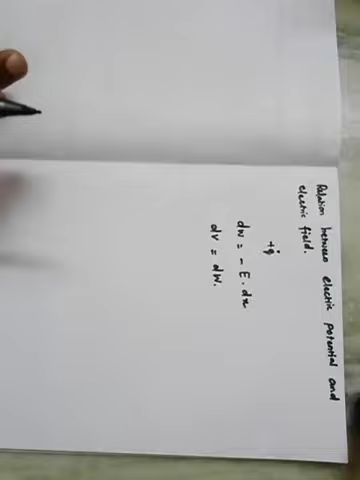 Relation between electric potential and
electric field.
+q
dw = - E . dx
dv = dw.